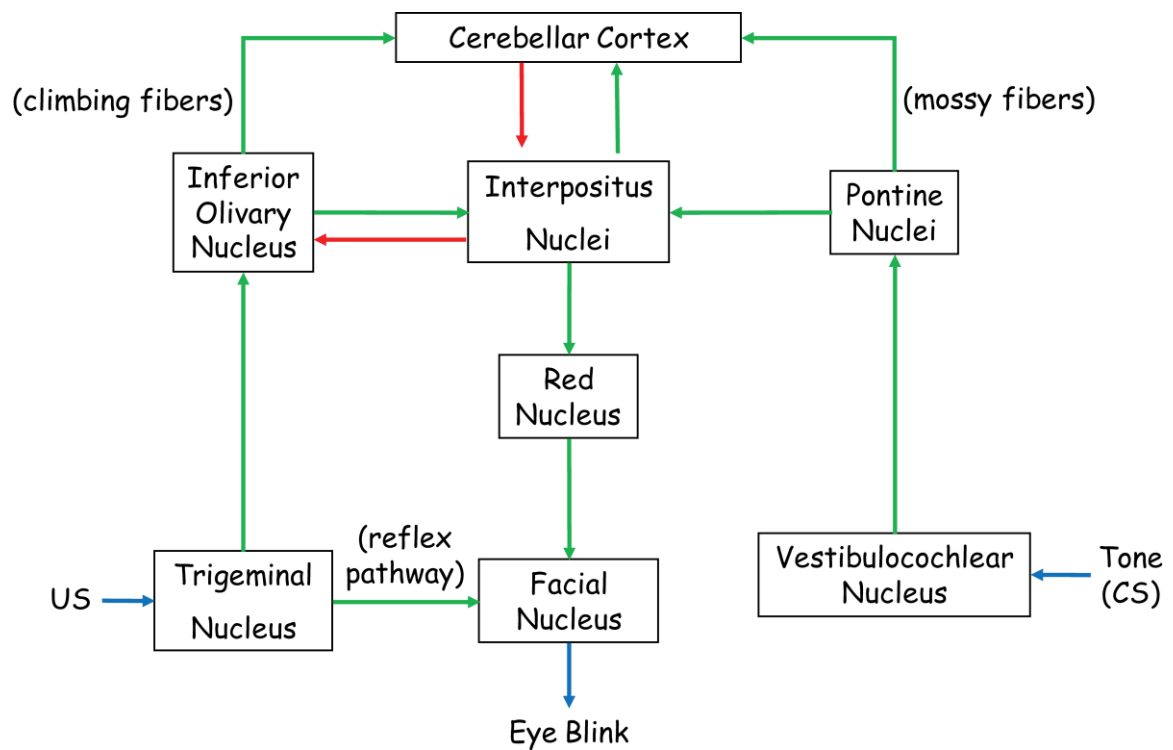 Cerebellar Cortex
(climbing fibers)
(mossy fibers)
Inferior
Olivary
Nucleus
Interpositus
Nuclei
Pontine
Nuclei
Red
Nucleus
US
Trigeminal
Nucleus
(reflex
pathway)
Facial
Nucleus
Vestibulocochlear
Nucleus
Tone
(CS)
Eye Blink